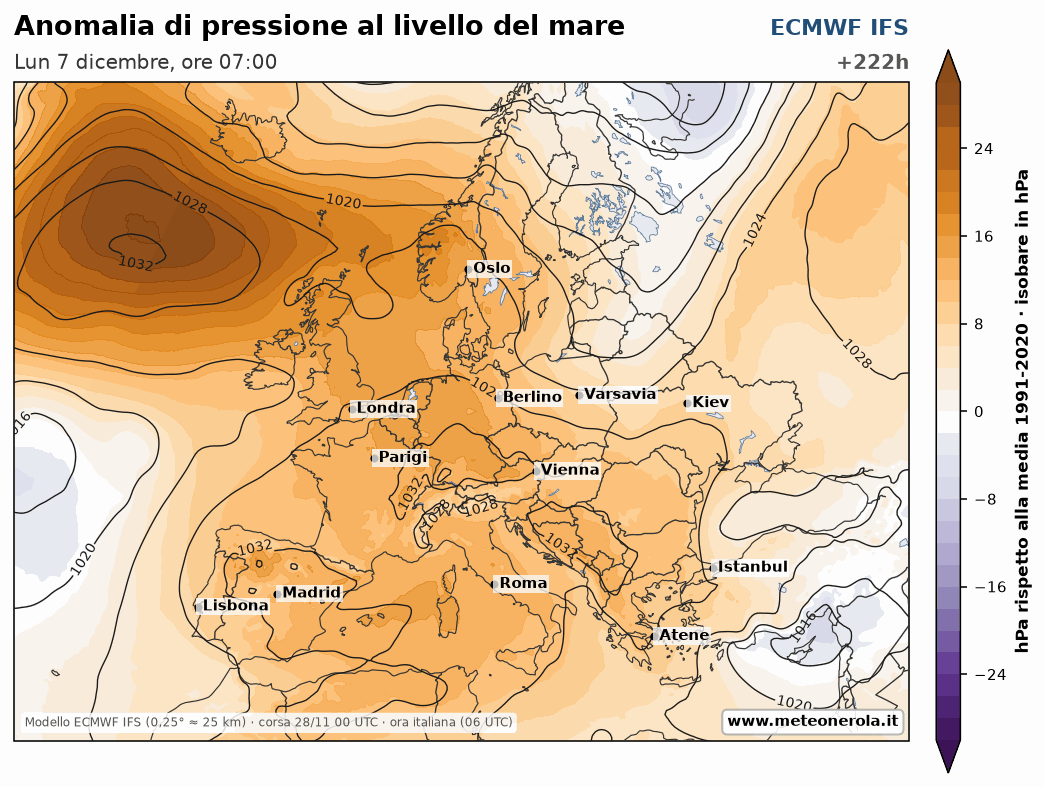 Anomalia di pressione al livello del mare
ECMWF IFS
Lun 7 dicembre, ore 07:00
+222h
1028
1020
1032
1024
Oslo
1028
Londra
Berlino
Varsavia
Kiev
Parigi
Vienna
1032
1028
1028
1020
1032
1032
Lisbona
Madrid
Roma
Istanbul
Atene
1016
1020
24
16
8
0
−8
−16
−24
hPa rispetto alla media 1991-2020 · isobare in hPa
Modello ECMWF IFS (0,25° ≈ 25 km) · corsa 28/11 00 UTC · ora italiana (06 UTC)
www.meteonerola.it